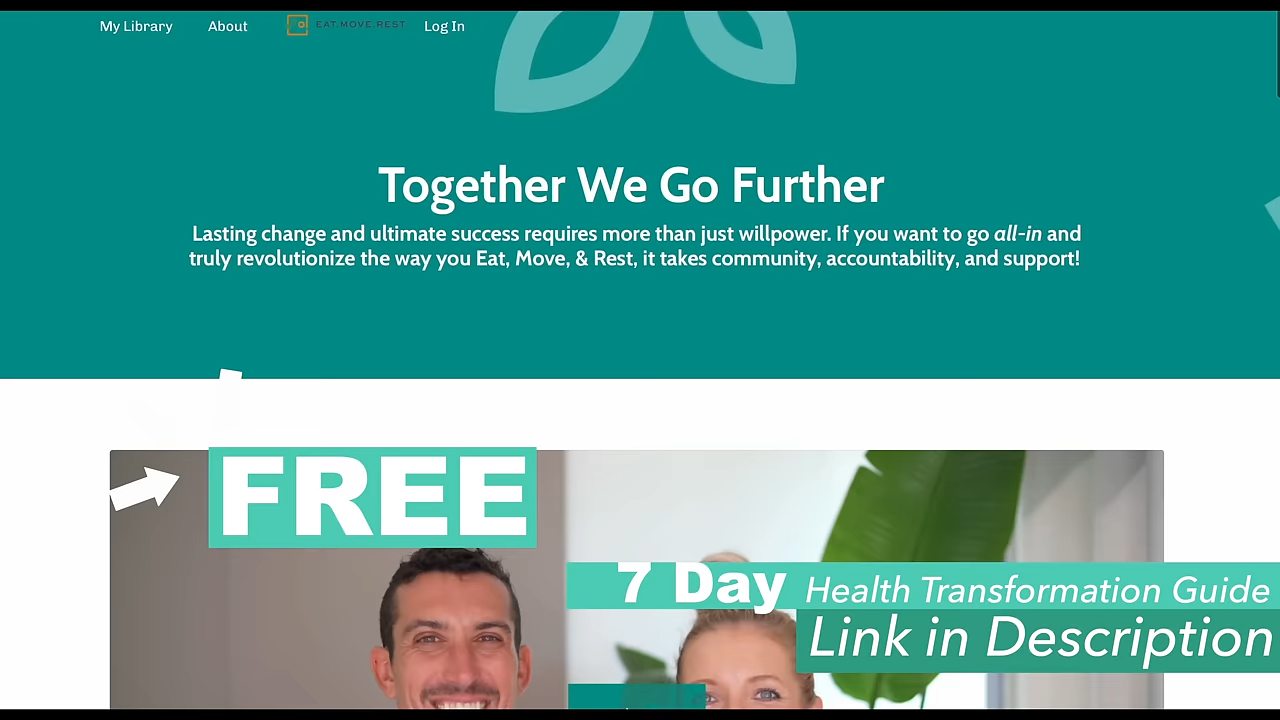 My Library About EAT.MOVE.REST Log In
Together We Go Further
Lasting change and ultimate success requires more than just willpower. If you want to go all-in and
truly revolutionize the way you Eat, Move, & Rest, it takes community, accountability, and support!
FREE
7 Day Health Transformation Guide
Link in Description